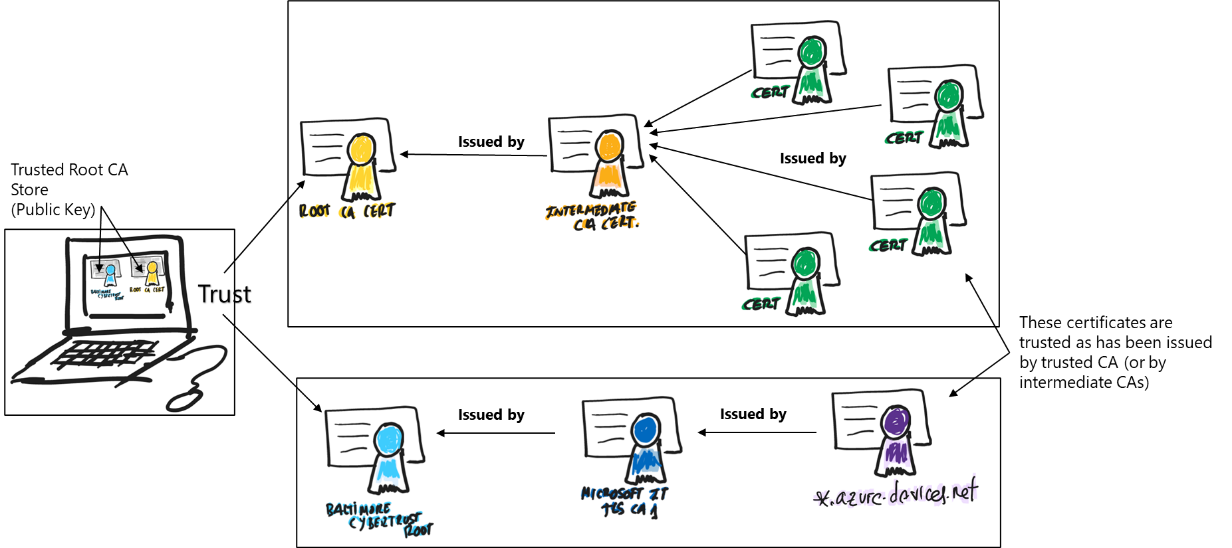 Trusted Root CA
Store
(Public Key)
BALTIMORE
CYBERTRUST
ROOT
ROOT CA CERT
Trust
ROOT CA CERT
Issued by
INTERMEDIATE
CA CERT.
CERT
CERT
Issued by
CERT
CERT
These certificates are
trusted as has been issued
by trusted CA (or by
intermediate CAs)
BALTIMORE
CYBERTRUST
ROOT
Issued by
MICROSOFT IT
TLS CA 1
Issued by
*.azure-devices.net